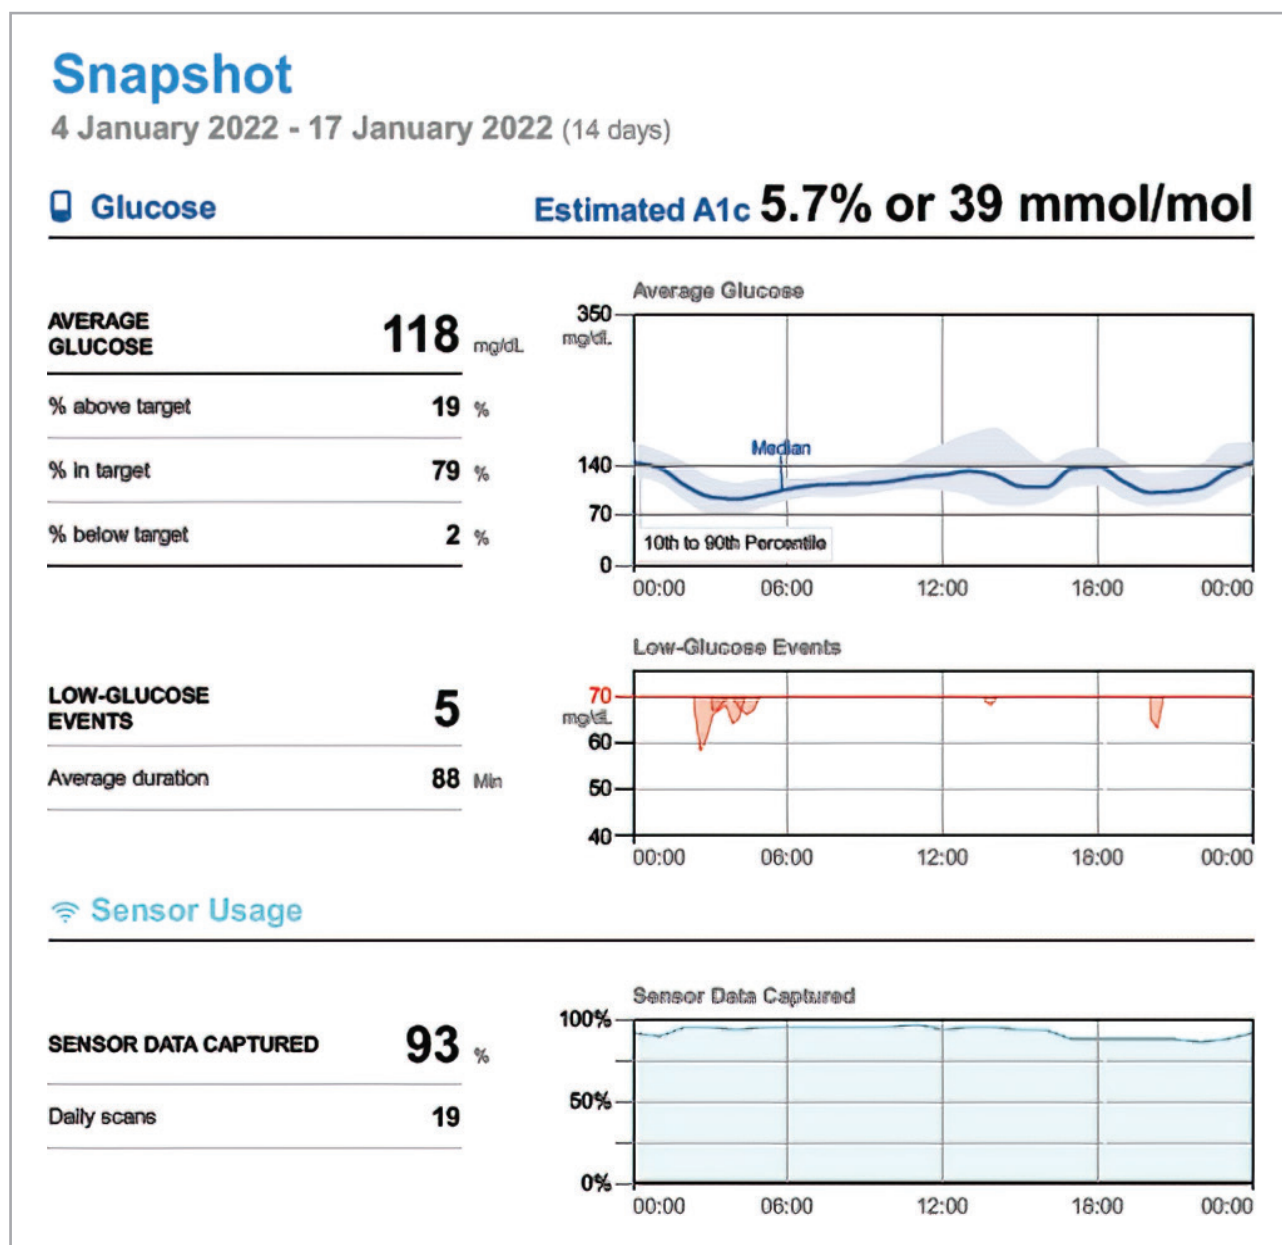 Snapshot
4 January 2022 - 17 January 2022 (14 days)
Glucose
Estimated A1c 5.7% or 39 mmol/mol
AVERAGE
GLUCOSE
118 mg/dL
% above target 19 %
% in target 79 %
% below target 2 %
Average Glucose
350
mg/dL
140
70
0
Median
10th to 90th Percentile
00:00 06:00 12:00 18:00 00:00
LOW-GLUCOSE
EVENTS
5
Average duration 88 Min
Low-Glucose Events
70
mg/dL
60
50
40
00:00 06:00 12:00 18:00 00:00
Sensor Usage
SENSOR DATA CAPTURED 93 %
Daily scans 19
Sensor Data Captured
100%
50%
0%
00:00 06:00 12:00 18:00 00:00